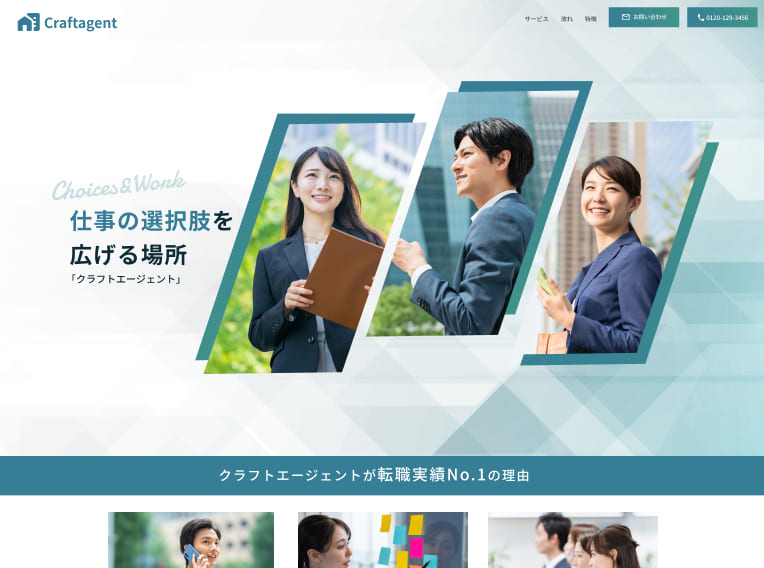 Craftagent
サービス
流れ
特徴
お問い合わせ
0120-129-3456
Choices&Work
仕事の選択肢を
広げる場所
「クラフトエージェント」
クラフトエージェントが転職実績No.1の理由